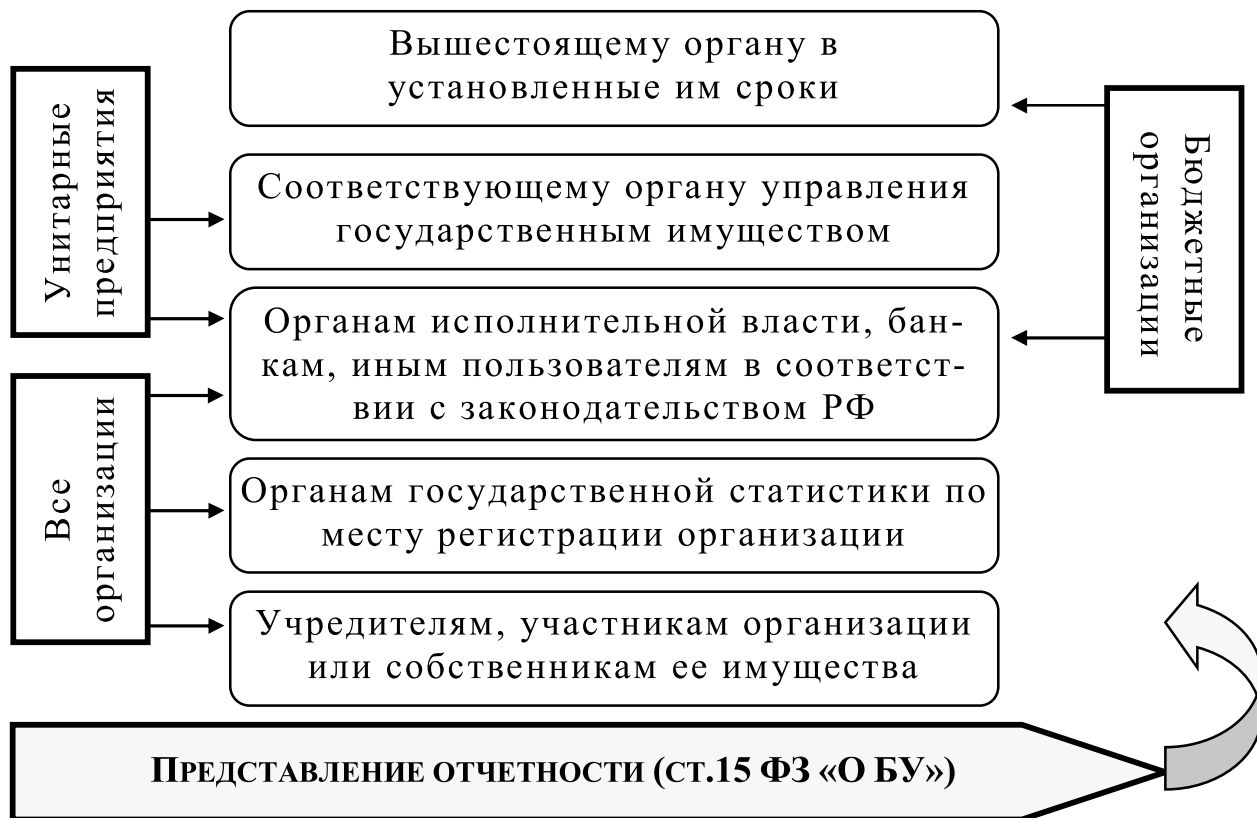 Вышестоящему органу в
установленные им сроки
Унитарные
предприятия
Бюджетные
организации
Соответствующему органу управления
государственным имуществом
Органам исполнительной власти, бан-
кам, иным пользователям в соответст-
вии с законодательством РФ
Все
организации
Органам государственной статистики по
месту регистрации организации
Учредителям, участникам организации
или собственникам ее имущества
ПРЕДСТАВЛЕНИЕ ОТЧЕТНОСТИ (СТ.15 ФЗ «О БУ»)